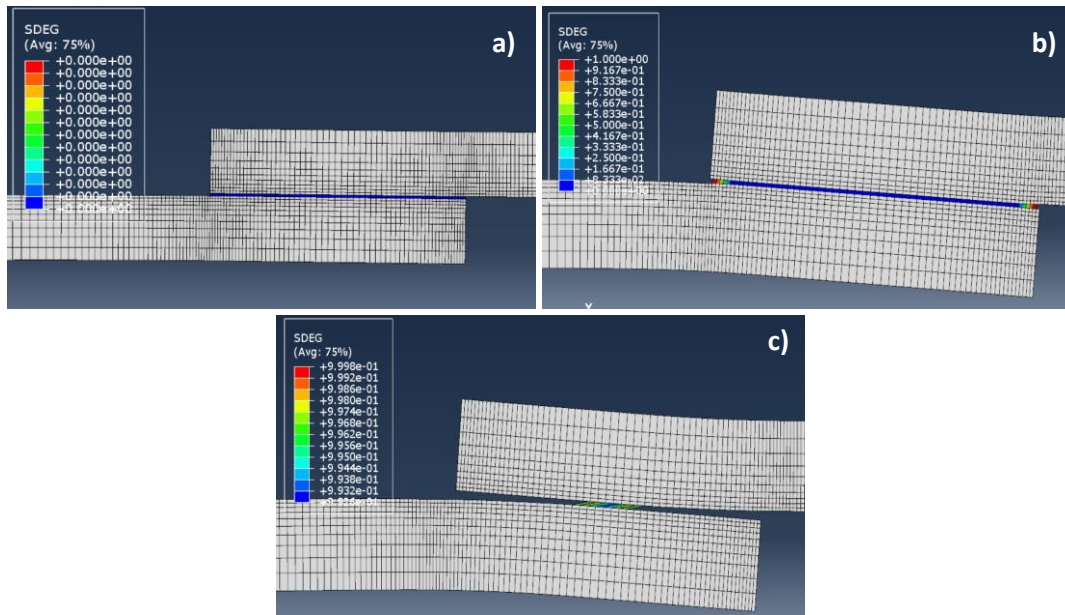 SDEG
(Avg: 75%)
+0.000e+00
+0.000e+00
+0.000e+00
+0.000e+00
+0.000e+00
+0.000e+00
+0.000e+00
+0.000e+00
+0.000e+00
+0.000e+00
+0.000e+00
+0.000e+00
a)
SDEG
(Avg: 75%)
+1.000e+00
+9.167e-01
+8.333e-01
+7.500e-01
+6.667e-01
+5.833e-01
+5.000e-01
+4.167e-01
+3.333e-01
+2.500e-01
+1.667e-01
b)
SDEG
(Avg: 75%)
+9.998e-01
+9.992e-01
+9.986e-01
+9.980e-01
+9.974e-01
+9.968e-01
+9.962e-01
+9.956e-01
+9.950e-01
+9.944e-01
+9.938e-01
+9.932e-01
c)